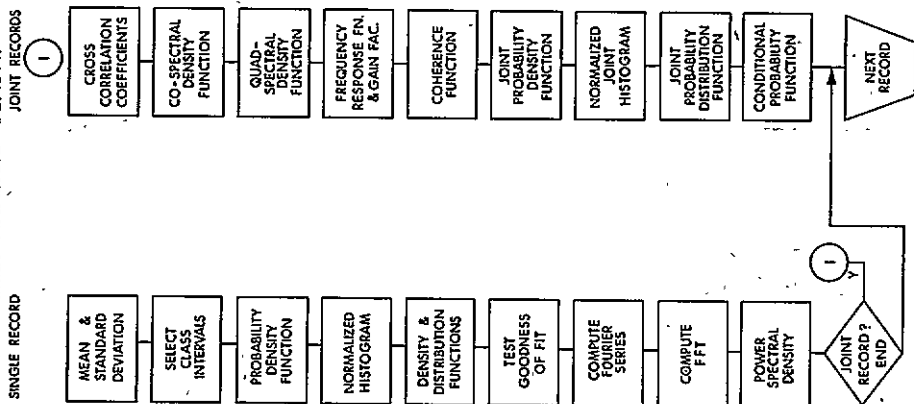 SINGLE RECORD
MEAN &
STANDARD
DEVIATION
SELECT
CLASS
INTERVALS
PROBABILITY
DENSITY
FUNCTION
NORMALIZED
HISTOGRAM
DENSITY &
DISTRIBUTION
FUNCTIONS
TEST
GOODNESS
OF FIT
COMPUTE
FOURIER
SERIES
COMPUTE
FFT
POWER
SPECTRAL
DENSITY
JOINT
RECORD ?
END
Y
1
JOINT RECORDS
1
CROSS
CORRELATION
COEFFICIENTS
CO-SPECTRAL
DENSITY
FUNCTION
QUAD-
SPECTRAL
DENSITY
FUNCTION
FREQUENCY
RESPONSE FN.
& GAIN FAC.
COHERENCE
FUNCTION
JOINT
PROBABILITY
DENSITY
FUNCTION
NORMALIZED
JOINT
HISTOGRAM
JOINT
PROBABILITY
DISTRIBUTION
FUNCTION
CONDITIONAL
PROBABILITY
FUNCTION
NEXT
RECORD